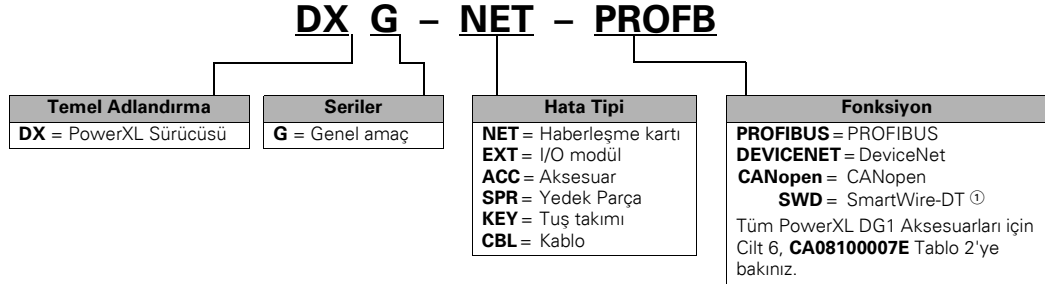 DX G – NET – PROFB
Temel Adlandırma
DX = PowerXL Sürücüsü
Seriler
G = Genel amaç
Hata Tipi
NET = Haberleşme kartı
EXT = I/O modül
ACC = Aksesuar
SPR = Yedek Parça
KEY = Tuş takımı
CBL = Kablo
Fonksiyon
PROFIBUS = PROFIBUS
DEVICENET = DeviceNet
CANopen = CANopen
SWD = SmartWire-DT ①
Tüm PowerXL DG1 Aksesuarları için
Cilt 6, CA08100007E Tablo 2'ye
bakınız.